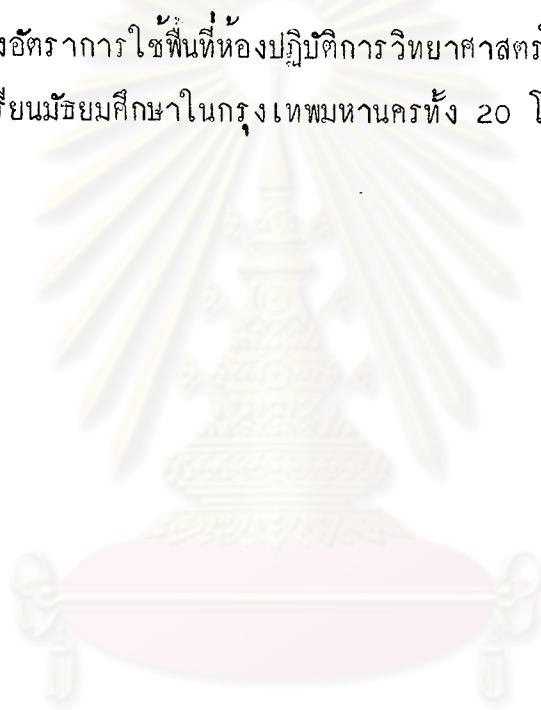 งอัตราการใช้พื้นที่ห้องปฏิบัติการวิทยาศาสตร์
รียนมัธยมศึกษาในกรุงเทพมหานครทั้ง 20 โ